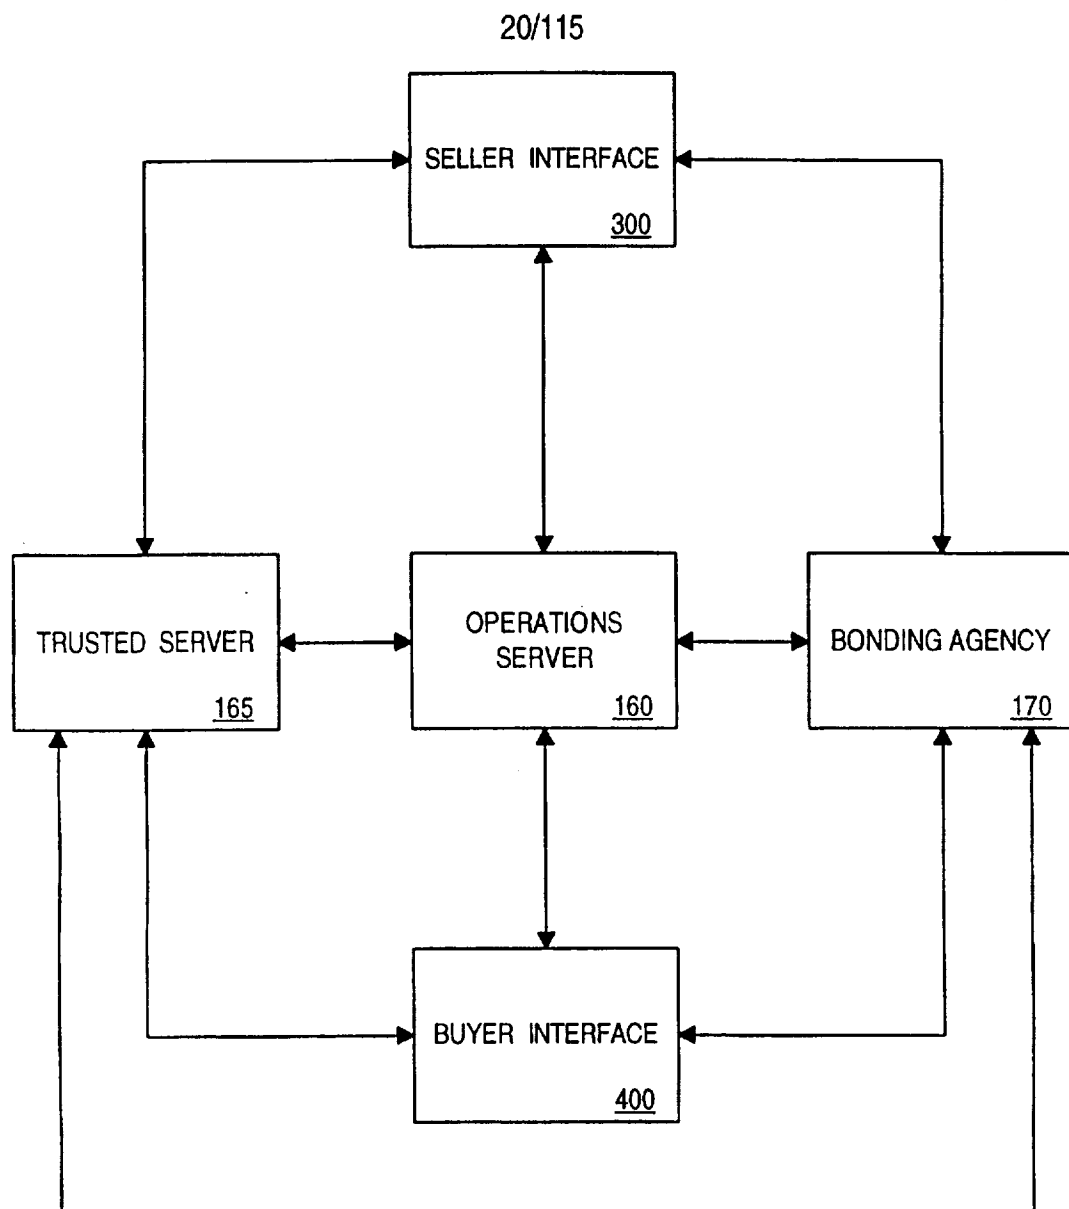 20/115
SELLER INTERFACE
300
TRUSTED SERVER
165
OPERATIONS
SERVER
160
BONDING AGENCY
170
BUYER INTERFACE
400